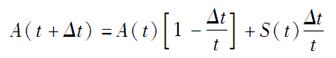 A(t+Δt) = A(t)[1 - Δt/t] + S(t) Δt/t